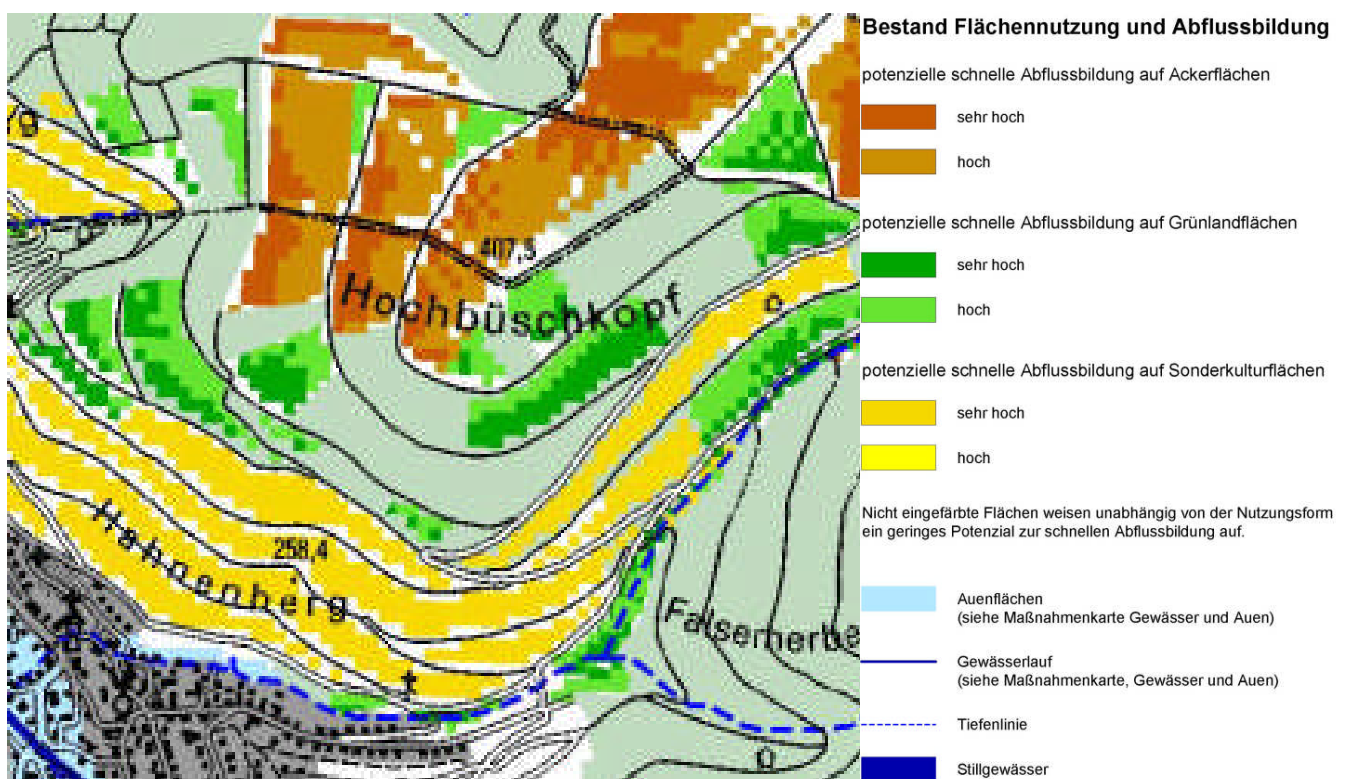 Bestand Flächennutzung und Abflussbildung
potenzielle schnelle Abflussbildung auf Ackerflächen
sehr hoch
hoch
potenzielle schnelle Abflussbildung auf Grünlandflächen
sehr hoch
hoch
potenzielle schnelle Abflussbildung auf Sonderkulturflächen
sehr hoch
hoch
Nicht eingefärbte Flächen weisen unabhängig von der Nutzungsform
ein geringes Potenzial zur schnellen Abflussbildung auf.
Auenflächen
(siehe Maßnahmenkarte Gewässer und Auen)
Gewässerlauf
(siehe Maßnahmenkarte, Gewässer und Auen)
Tiefenlinie
Stillgewässer
rg
407,5
Hochbüschkopf
Hahnenberg
258,4